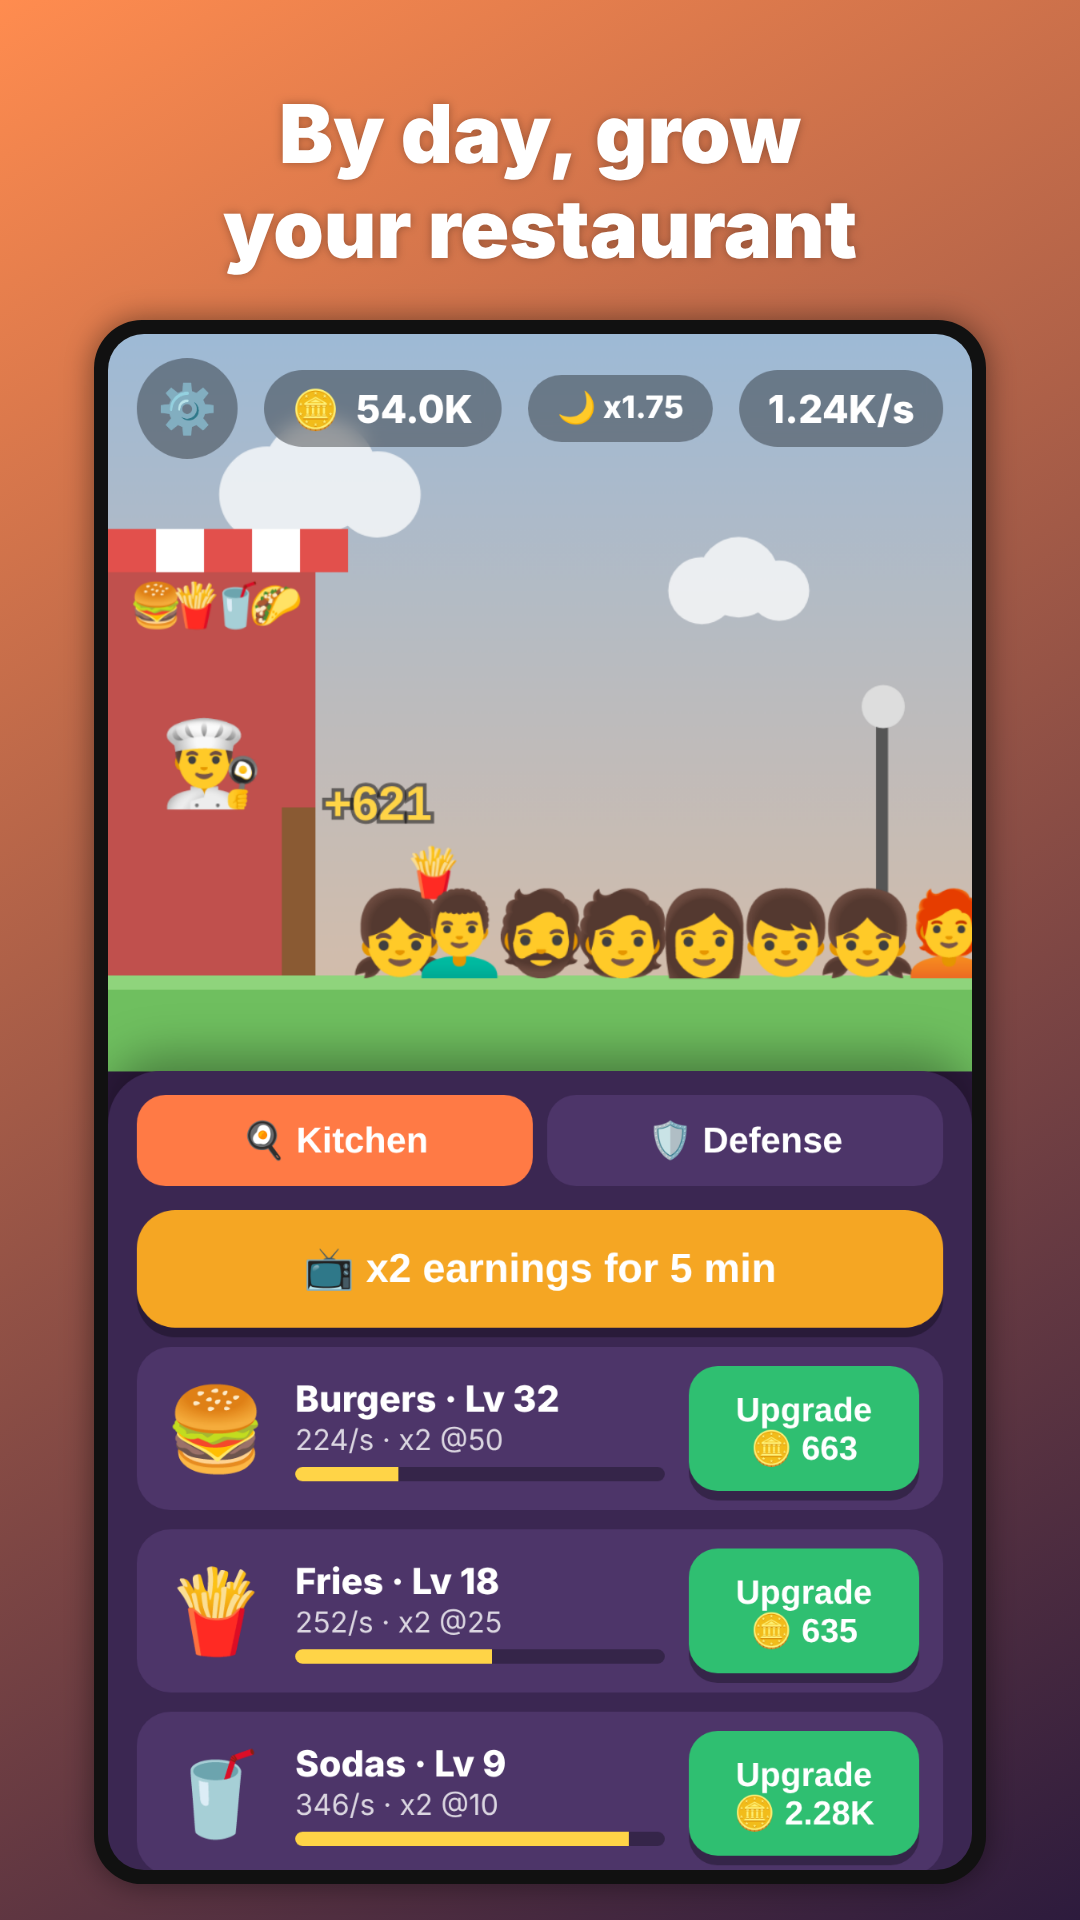 By day, grow
your restaurant
54.0K
x1.75
1.24K/s
+621
Kitchen
Defense
x2 earnings for 5 min
Burgers · Lv 32
224/s · x2 @50
Upgrade
663
Fries · Lv 18
252/s · x2 @25
Upgrade
635
Sodas · Lv 9
346/s · x2 @10
Upgrade
2.28K